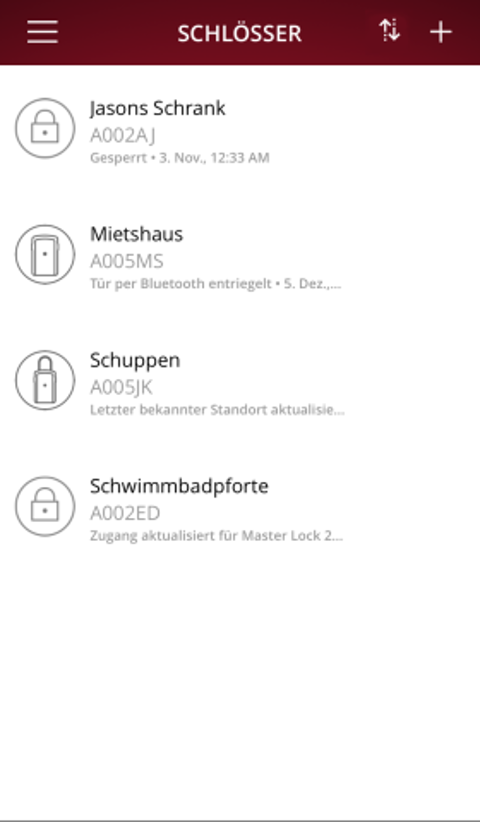 SCHLÖSSER
Jasons Schrank
A002AJ
Gesperrt • 3. Nov., 12:33 AM
Mietshaus
A005MS
Tür per Bluetooth entriegelt • 5. Dez.,...
Schuppen
A005JK
Letzter bekannter Standort aktualisie...
Schwimmbadpforte
A002ED
Zugang aktualisiert für Master Lock 2...